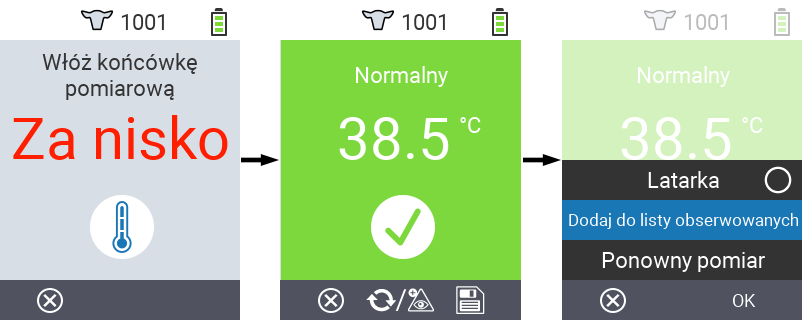 1001
Włóż końcówkę
pomiarową
Za nisko
1001
Normalny
38.5 °C
1001
Normalny
38.5 °C
Latarka
Dodaj do listy obserwowanych
Ponowny pomiar
OK